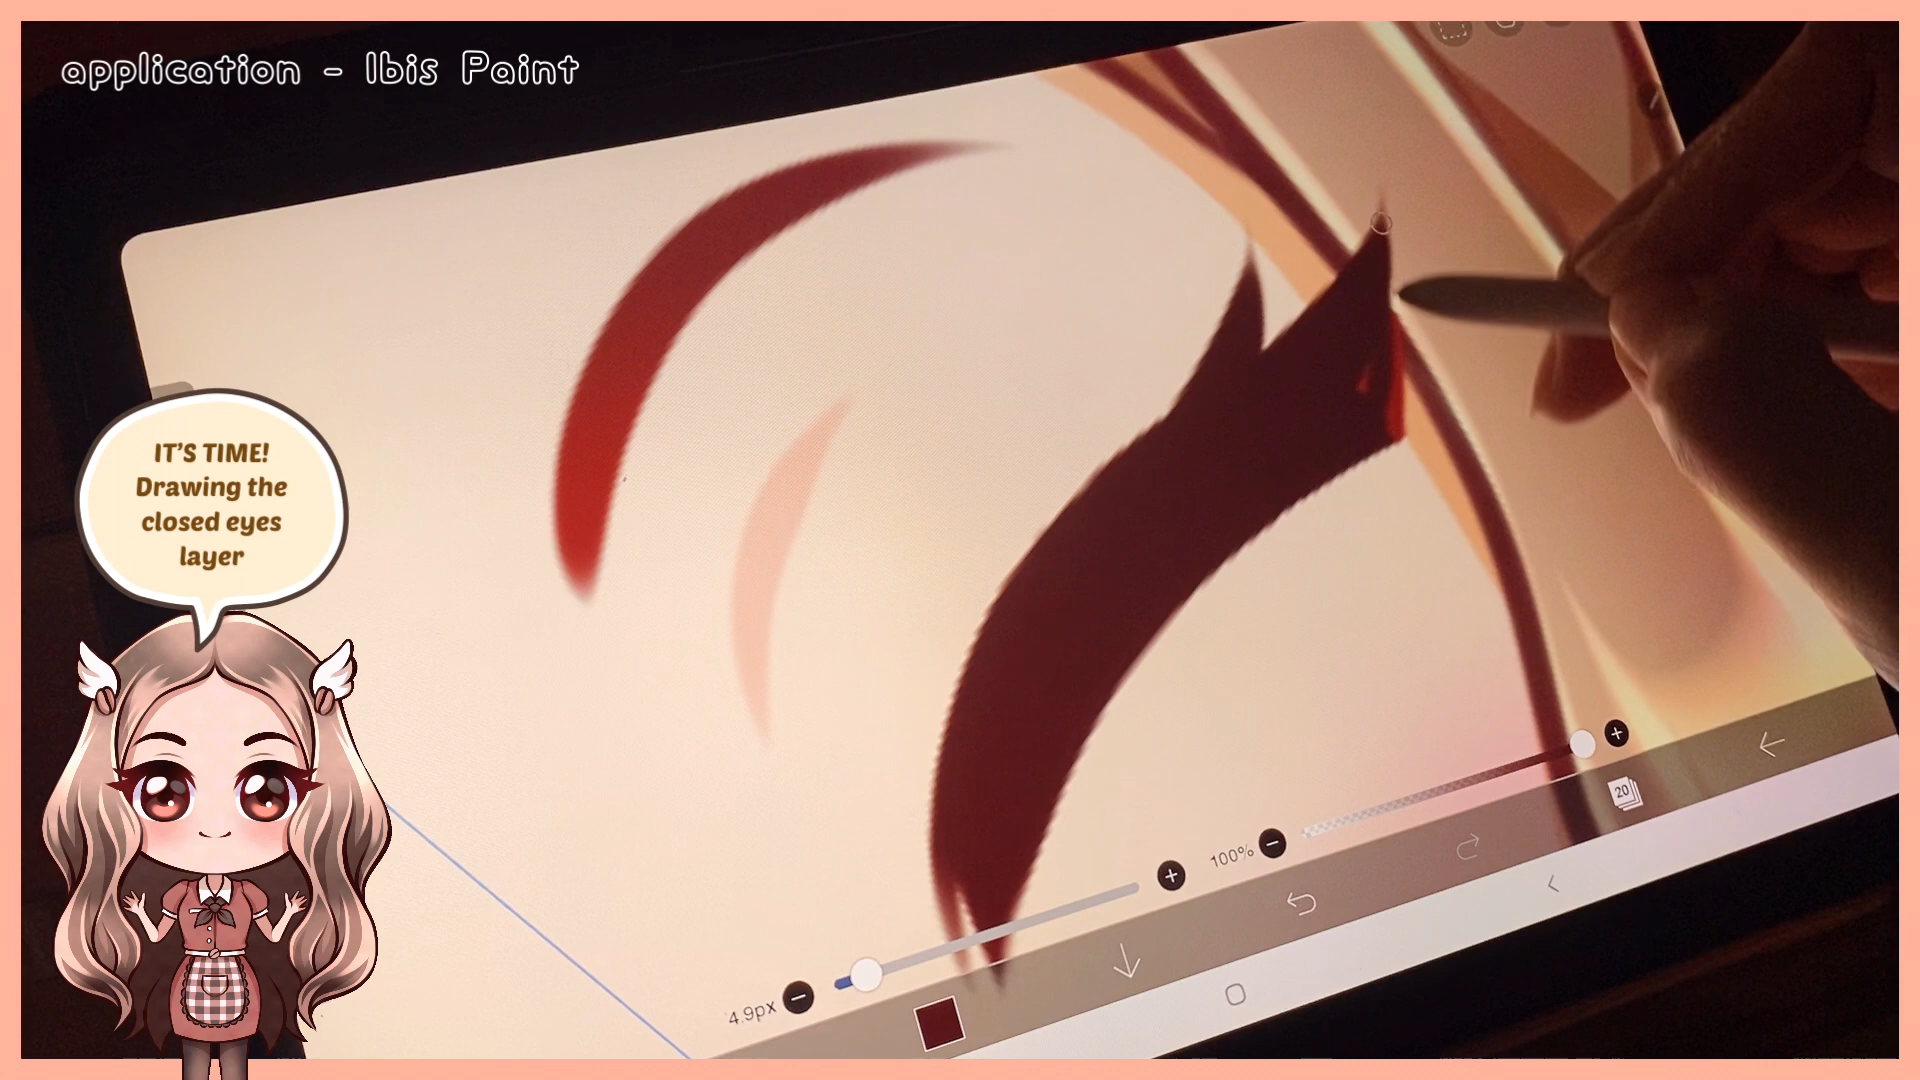 application - Ibis Paint
IT'S TIME!
Drawing the
closed eyes
layer
100%
20
4.9px